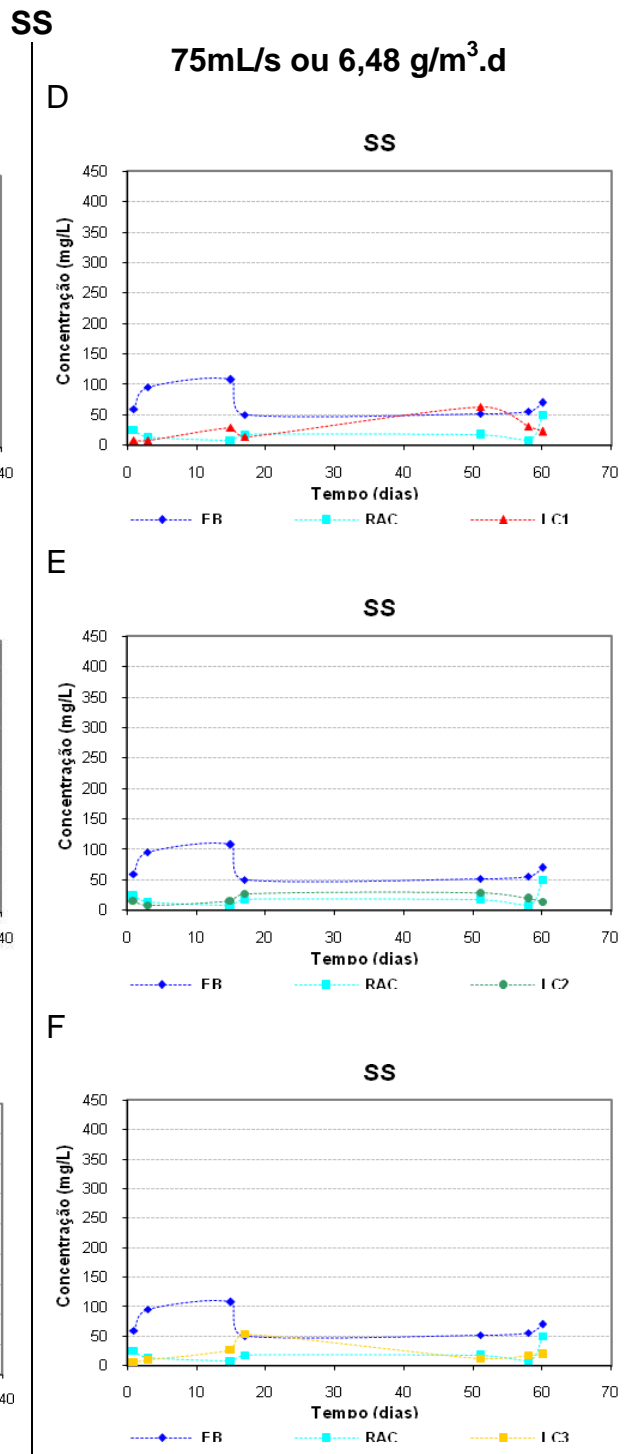 SS
75mL/s ou 6,48 g/m³.d
D
SS
Concentração (mg/L)
450
400
350
300
250
200
150
100
50
0
0 10 20 30 40 50 60 70
Tempo (dias)
EB RAC LC1
40
E
SS
Concentração (mg/L)
450
400
350
300
250
200
150
100
50
0
0 10 20 30 40 50 60 70
Tempo (dias)
EB RAC LC2
40
F
SS
Concentração (mg/L)
450
400
350
300
250
200
150
100
50
0
0 10 20 30 40 50 60 70
Tempo (dias)
EB RAC LC3
40